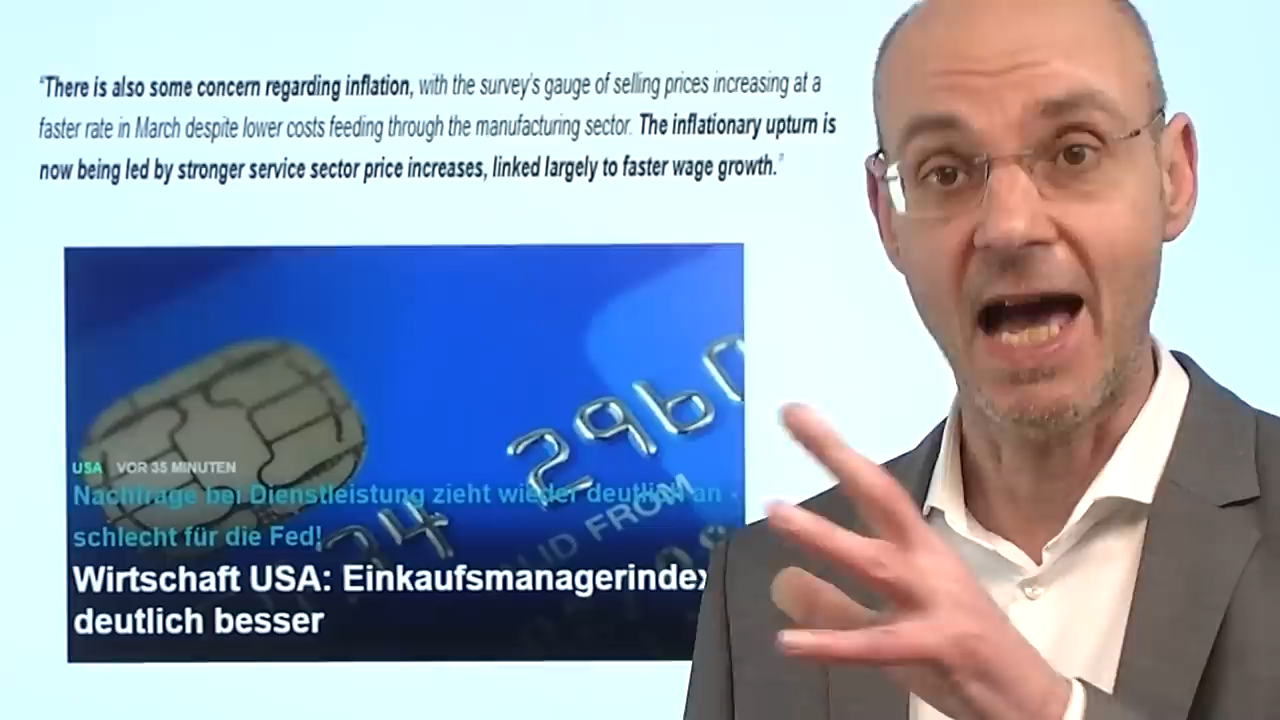 "There is also some concern regarding inflation, with the survey's gauge of selling prices increasing at a
faster rate in March despite lower costs feeding through the manufacturing sector. The inflationary upturn is
now being led by stronger service sector price increases, linked largely to faster wage growth."
2960
34
FROM
USA VOR 35 MINUTEN
Nachfrage bei Dienstleistung zieht wieder deutlich an -
schlecht für die Fed!
Wirtschaft USA: Einkaufsmanagerindex
deutlich besser